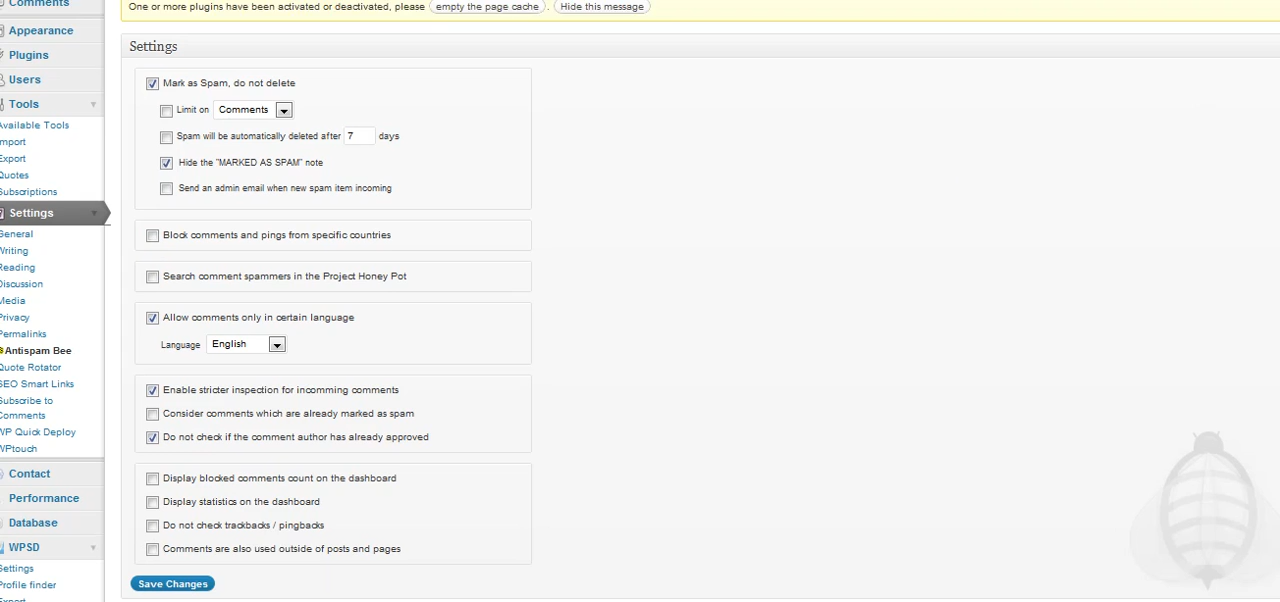 Comments
Appearance
Plugins
Users
Tools
Available Tools
Import
Export
Quotes
Subscriptions
Settings
General
Writing
Reading
Discussion
Media
Privacy
Permalinks
Antispam Bee
Quote Rotator
SEO Smart Links
Subscribe to
Comments
WP Quick Deploy
WPtouch
Contact
Performance
Database
WPSD
Settings
Profile finder
Export
One or more plugins have been activated or deactivated, please empty the page cache. Hide this message
Settings
Mark as Spam, do not delete
Limit on Comments
Spam will be automatically deleted after 7 days
Hide the "MARKED AS SPAM" note
Send an admin email when new spam item incoming
Block comments and pings from specific countries
Search comment spammers in the Project Honey Pot
Allow comments only in certain language
Language English
Enable stricter inspection for incomming comments
Consider comments which are already marked as spam
Do not check if the comment author has already approved
Display blocked comments count on the dashboard
Display statistics on the dashboard
Do not check trackbacks / pingbacks
Comments are also used outside of posts and pages
Save Changes